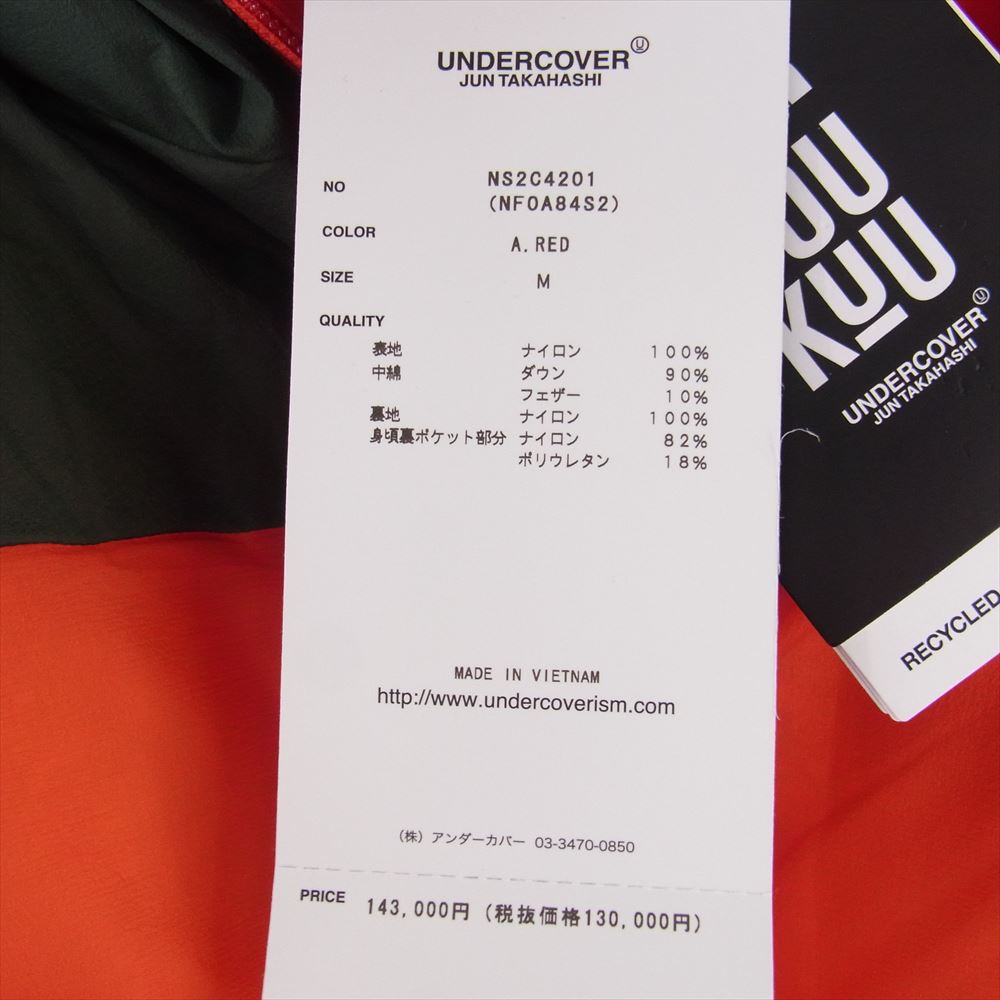 UNDERCOVER Ⓤ
JUN TAKAHASHI
NO NS2C4201
(NF0A84S2)
COLOR A.RED
SIZE M
QUALITY
表地 ナイロン 100%
中綿 ダウン 90%
フェザー 10%
裏地 ナイロン 100%
身頃裏ポケット部分 ナイロン 82%
ポリウレタン 18%
MADE IN VIETNAM
http://www.undercoverism.com
(株) アンダーカバー 03-3470-0850
PRICE 143,000円 (税抜価格130,000円)
OU
KUU
UNDERCOVER Ⓤ
JUN TAKAHASHI
RECYCLED